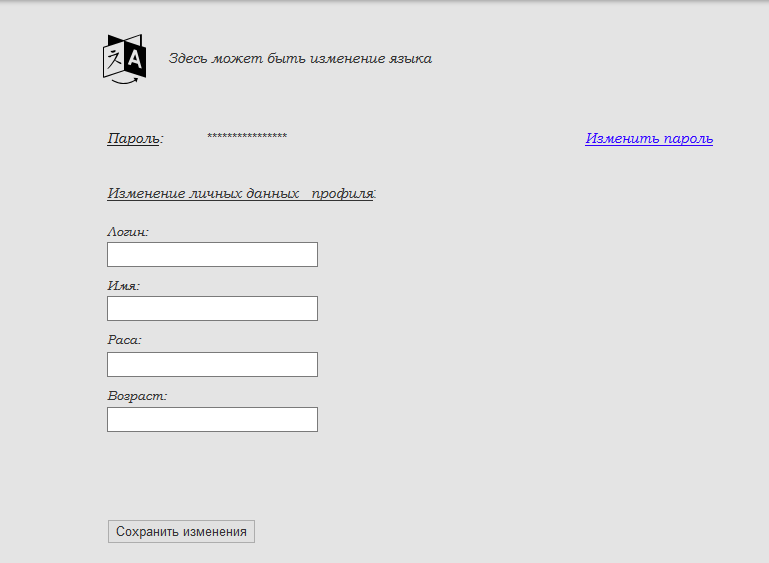 Здесь может быть изменение языка
Пароль: **************** Изменить пароль
Изменение личных данных профиля:
Логин:
Имя:
Раса:
Возраст:
Сохранить изменения